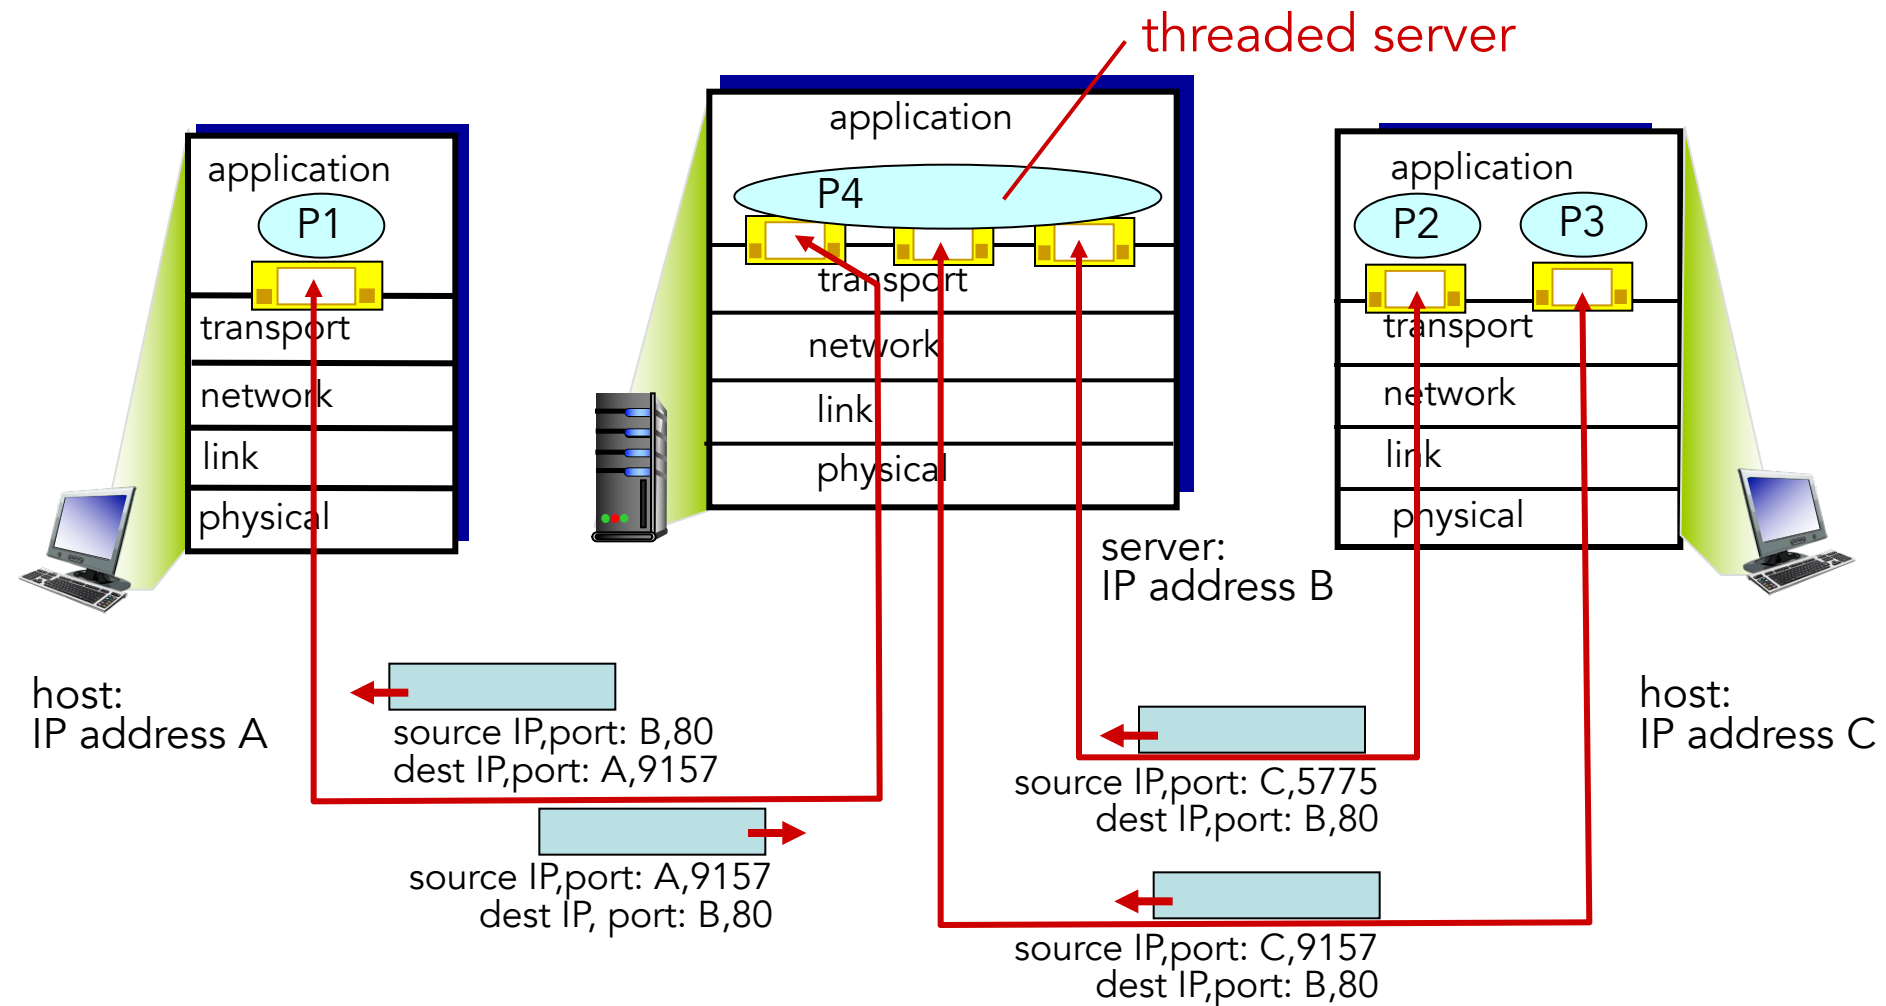 threaded server
application
P1
transport
network
link
physical
host:
IP address A
application
P4
transport
network
link
physical
server:
IP address B
application
P2
P3
transport
network
link
physical
host:
IP address C
source IP,port: B,80
dest IP,port: A,9157
source IP,port: A,9157
dest IP, port: B,80
source IP,port: C,5775
dest IP,port: B,80
source IP,port: C,9157
dest IP,port: B,80